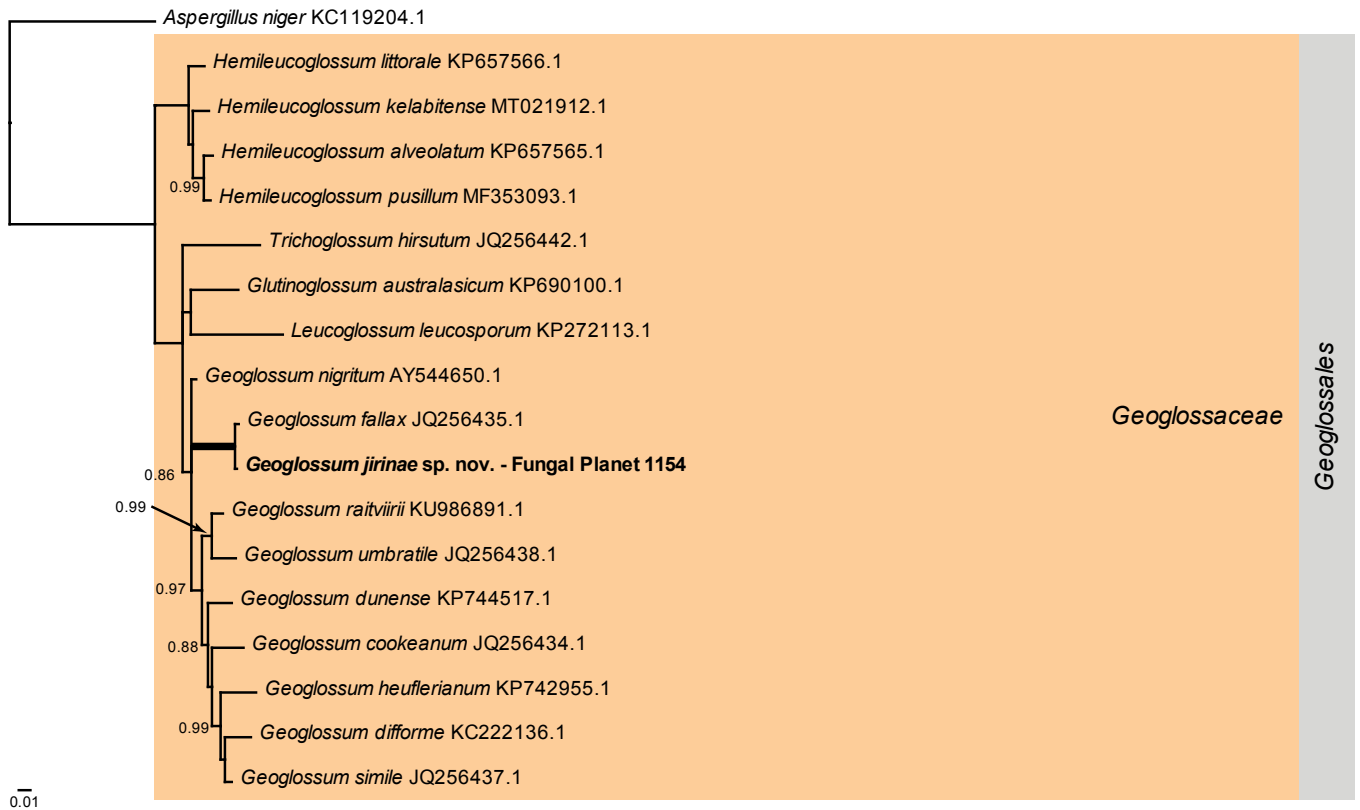 Aspergillus niger KC119204.1
Hemileucoglossum littorale KP657566.1
Hemileucoglossum kelabitense MT021912.1
Hemileucoglossum alveolatum KP657565.1
0.99
Hemileucoglossum pusillum MF353093.1
Trichoglossum hirsutum JQ256442.1
Glutinoglossum australasicum KP690100.1
Leucoglossum leucosporum KP272113.1
Geoglossum nigritum AY544650.1
Geoglossum fallax JQ256435.1
Geoglossum jirinae sp. nov. - Fungal Planet 1154
0.86
0.99
Geoglossum raitviirii KU986891.1
Geoglossum umbratile JQ256438.1
0.97
Geoglossum dunense KP744517.1
0.88
Geoglossum cookeanum JQ256434.1
Geoglossum heuflerianum KP742955.1
0.99
Geoglossum difforme KC222136.1
Geoglossum simile JQ256437.1
0.01
Geoglossaceae
Geoglossales